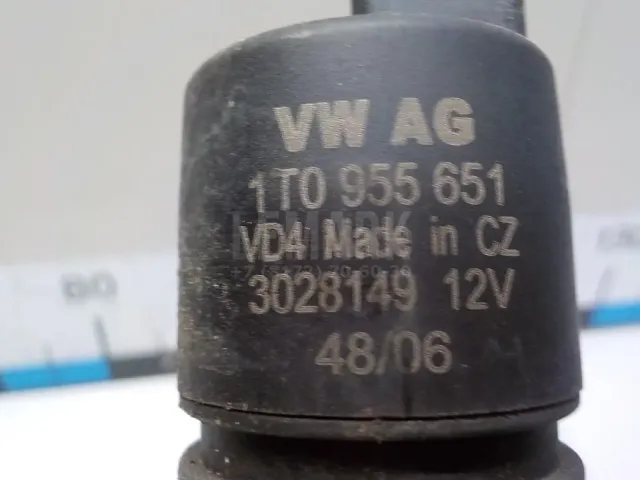 VW AG
1T0 955 651
VD4 Made in CZ
3028149 12V
48/06